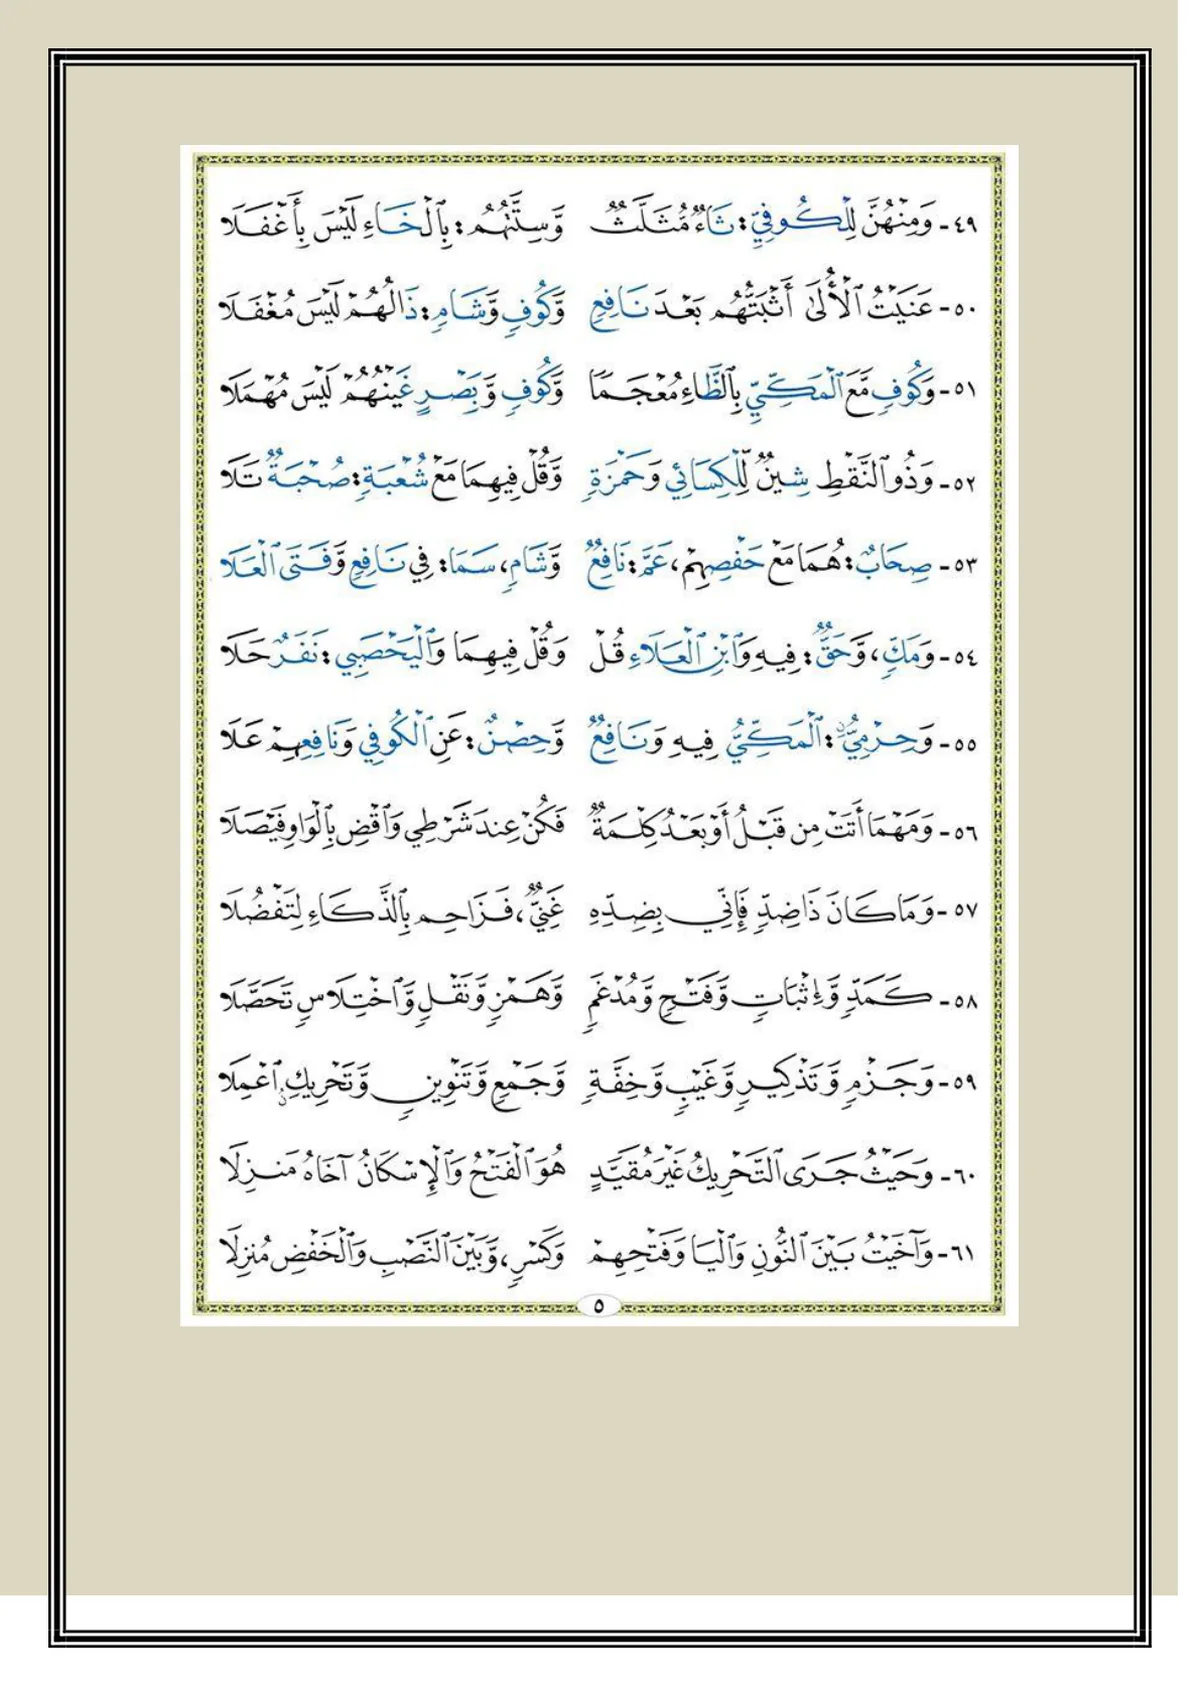 ٤٩- وَمِنْهُنَّ لِلْكُوفِيِّ: ثَاءٌ مُثَلَّثٌ وَسِتَّتُهُمْ: بِالْخَاءِ لَيْسَ بِأَغْفَلَا
٥٠- عَنَيْتُ الْأُلَىٰ أَثْبَتُّهُم بَعْدَ نَافِعٍ وَّكُوفٍ وَّشَامٍ: ذَالُهُمْ لَيْسَ مُغْفَلَا
٥١- وَكُوفٍ مَّعَ الْمَكِّيِّ بِالظَّاءِ مُعْجَمًا وَّكُوفٍ وَّبَصْرٍ غَيْنُهُمْ لَيْسَ مُهْمَلَا
٥٢- وَذُو النَّقْطِ شِينٌ لِّلْكِسَائِي وَحَمْزَةٍ وَّقُلْ فِيهِمَا مَعْ شُعْبَةٍ: صُحْبَةٌ تَلَا
٥٣- صِحَابٌ: هُمَا مَعْ حَفْصِهِمْ، عَمَّ: نَافِعٌ وَّشَامٍ، سَمَا: فِي نَافِعٍ وَّفَتَى الْعَلَا
٥٤- وَمَكٍّ، وَّحَقٌّ: فِيهِ وَابْنِ الْعَلَاءِ قُلْ وَقُلْ فِيهِمَا وَالْيَحْصَبِي: نَفَرٌ حَلَا
٥٥- وَحِرْمِيٌّ: الْمَكِّيُّ فِيهِ وَنَافِعٌ وَّحِصْنٌ: عَنِ الْكُوفِي وَنَافِعِهِمْ عَلَا
٥٦- وَمَهْمَا أَتَتْ مِن قَبْلُ أَوْ بَعْدُ كِلْمَةٌ فَكُنْ عِندَ شَرْطِي وَاقْضِ بِالْوَاوِ فَيْصَلَا
٥٧- وَمَا كَانَ ذَا ضِدٍّ فَإِنِّي بِضِدِّهِ غَنِيٌّ، فَزَاحِم بِالذَّكَاءِ لِتَفْضُلَا
٥٨- كَمَدٍّ وَّإِثْبَاتٍ وَّفَتْحٍ وَّمُدْغَمٍ وَّهَمْزٍ وَّنَقْلٍ وَّاخْتِلَاسٍ تَحَصَّلَا
٥٩- وَجَزْمٍ وَّتَذْكِيرٍ وَّغَيْبٍ وَّخِفَّةٍ وَّجَمْعٍ وَّتَنْوِينٍ وَّتَحْرِيكٍ اعْمِلَا
٦٠- وَحَيْثُ جَرَى التَّحْرِيكُ غَيْرَ مُقَيَّدٍ هُوَ الْفَتْحُ وَالْإِسْكَانُ آخَاهُ مَنزِلَا
٦١- وَآخَيْتُ بَيْنَ النُّونِ وَالْيَا وَفَتْحِهِمْ وَكَسْرٍ، وَّبَيْنَ النَّصْبِ وَالْخَفْضِ مُنزِلَا
٥